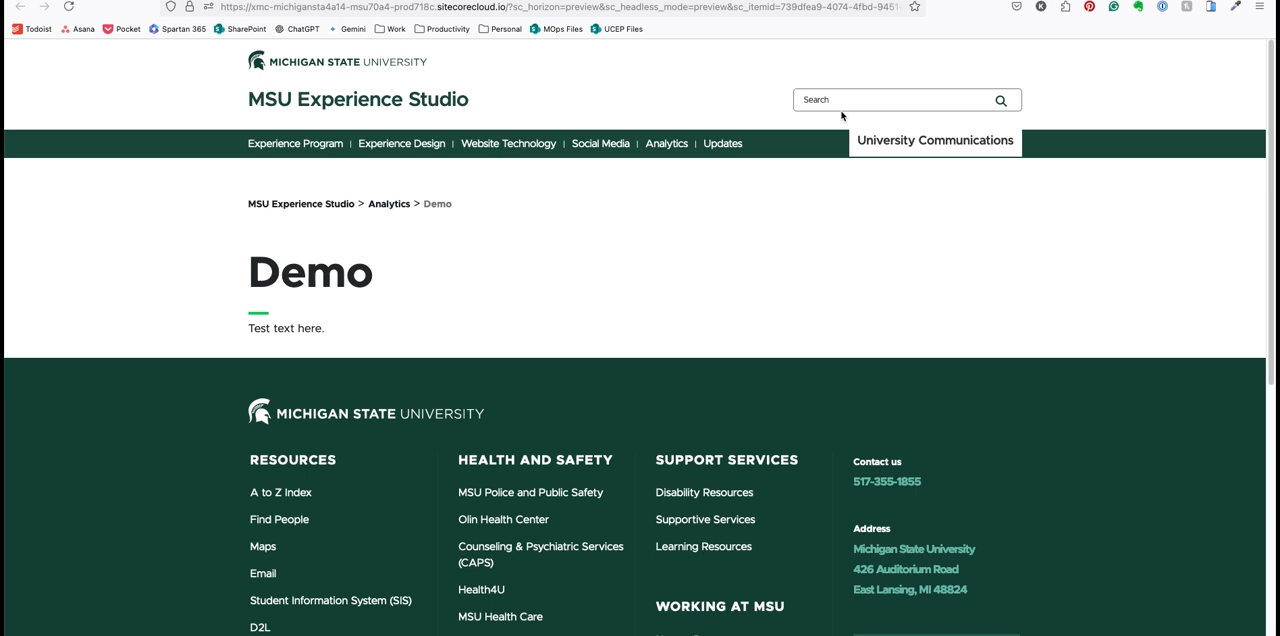 https://xmc-michigansta4a14-msu70a4-prod718c.sitecorecloud.io/?sc_horizon=preview&sc_headless_mode=preview&sc_itemid=739dfea9-4074-4fbd-9451-
Todoist Asana Pocket Spartan 365 SharePoint ChatGPT Gemini Work Productivity Personal MOps Files UCEP Files
MICHIGAN STATE UNIVERSITY
MSU Experience Studio
Search
Experience Program | Experience Design | Website Technology | Social Media | Analytics | Updates
University Communications
MSU Experience Studio > Analytics > Demo
Demo
Test text here.
MICHIGAN STATE UNIVERSITY
RESOURCES
A to Z Index
Find People
Maps
Email
Student Information System (SIS)
D2L
HEALTH AND SAFETY
MSU Police and Public Safety
Olin Health Center
Counseling & Psychiatric Services
(CAPS)
Health4U
MSU Health Care
SUPPORT SERVICES
Disability Resources
Supportive Services
Learning Resources
WORKING AT MSU
Contact us
517-355-1855
Address
Michigan State University
426 Auditorium Road
East Lansing, MI 48824